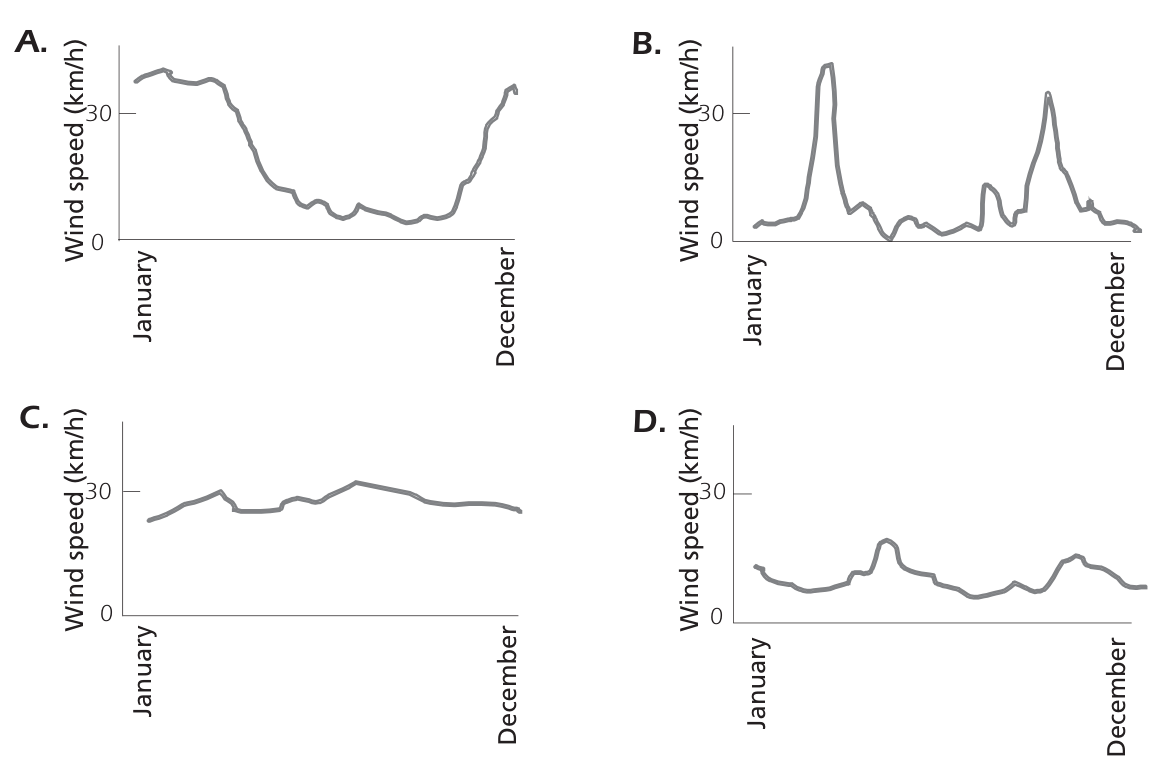 A.
Wind speed (km/h)
30
0
January
December
B.
Wind speed (km/h)
30
0
January
December
C.
Wind speed (km/h)
30
0
January
December
D.
Wind speed (km/h)
30
0
January
December